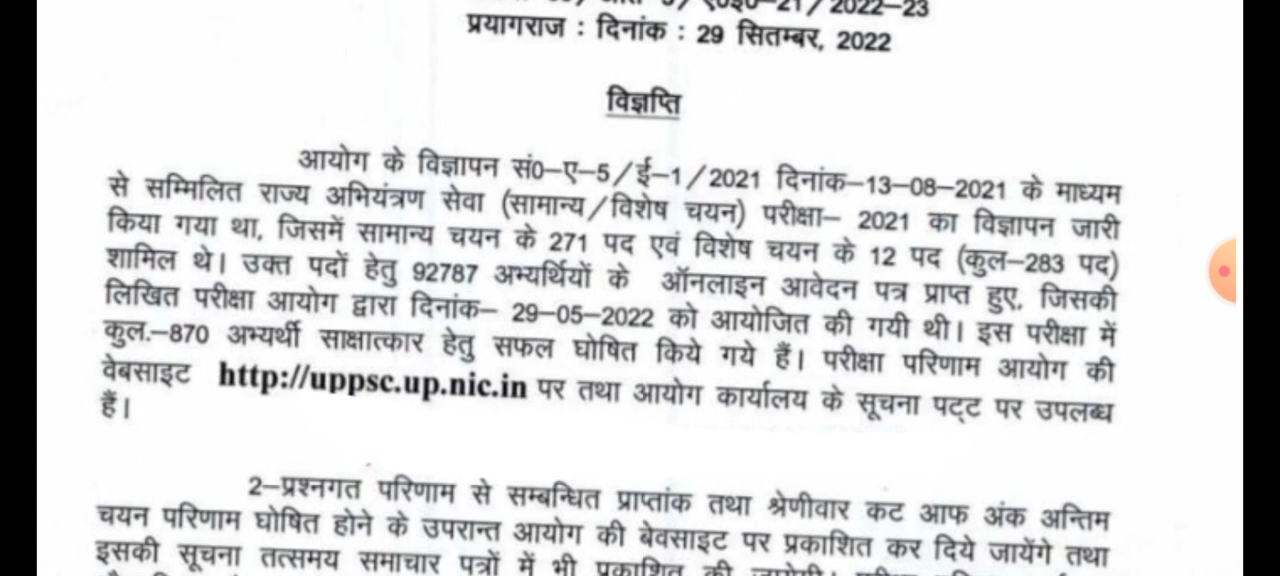 21/2022-23
प्रयागराज : दिनांक : 29 सितम्बर, 2022
विज्ञप्ति
आयोग के विज्ञापन सं0-ए-5/ई-1/2021 दिनांक-13-08-2021 के माध्यम
से सम्मिलित राज्य अभियंत्रण सेवा (सामान्य/विशेष चयन) परीक्षा- 2021 का विज्ञापन जारी
किया गया था, जिसमें सामान्य चयन के 271 पद एवं विशेष चयन के 12 पद (कुल-283 पद)
शामिल थे। उक्त पदों हेतु 92787 अभ्यर्थियों के ऑनलाइन आवेदन पत्र प्राप्त हुए, जिसकी
लिखित परीक्षा आयोग द्वारा दिनांक- 29-05-2022 को आयोजित की गयी थी। इस परीक्षा में
कुल.-870 अभ्यर्थी साक्षात्कार हेतु सफल घोषित किये गये हैं। परीक्षा परिणाम आयोग की
वेबसाइट http://uppsc.up.nic.in पर तथा आयोग कार्यालय के सूचना पट्ट पर उपलब्ध
हैं।
2-प्रश्नगत परिणाम से सम्बन्धित प्राप्तांक तथा श्रेणीवार कट आफ अंक अन्तिम
चयन परिणाम घोषित होने के उपरान्त आयोग की बेवसाइट पर प्रकाशित कर दिये जायेंगे तथा
इसकी सूचना तत्समय समाचार पत्रों में भी प्रकाशित की जायेगी।